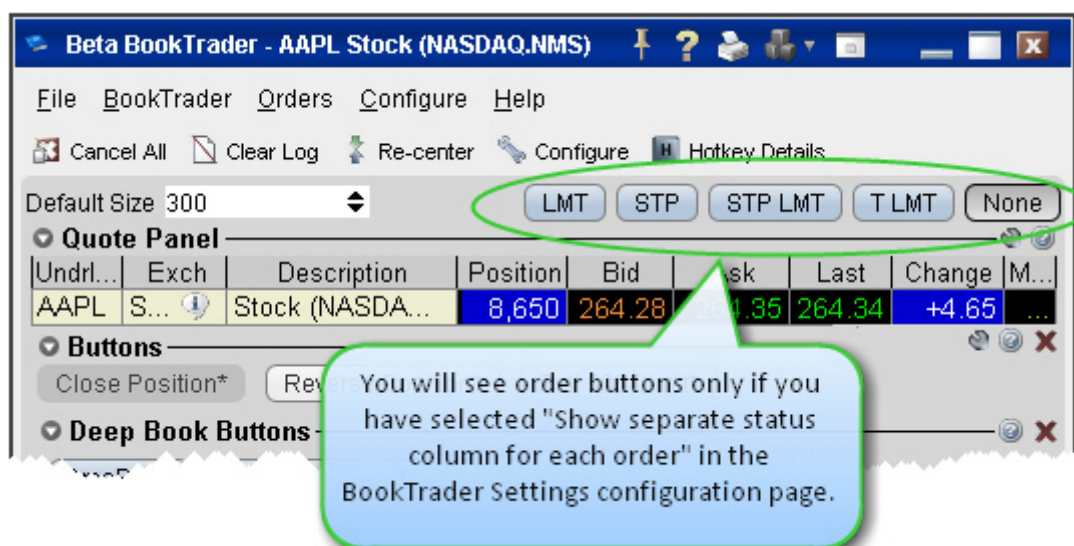 Beta BookTrader - AAPL Stock (NASDAQ.NMS)
File BookTrader Orders Configure Help
Cancel All Clear Log Re-center Configure Hotkey Details
Default Size 300 LMT STP STP LMT T LMT None
Quote Panel
Undrl... Exch Description Position Bid Last Change M...
AAPL S... Stock (NASDA... 8,650 264.28 264.34 +4.65 ...
Buttons
Close Position*
Deep Book Buttons
You will see order buttons only if you
have selected "Show separate status
column for each order" in the
BookTrader Settings configuration page.